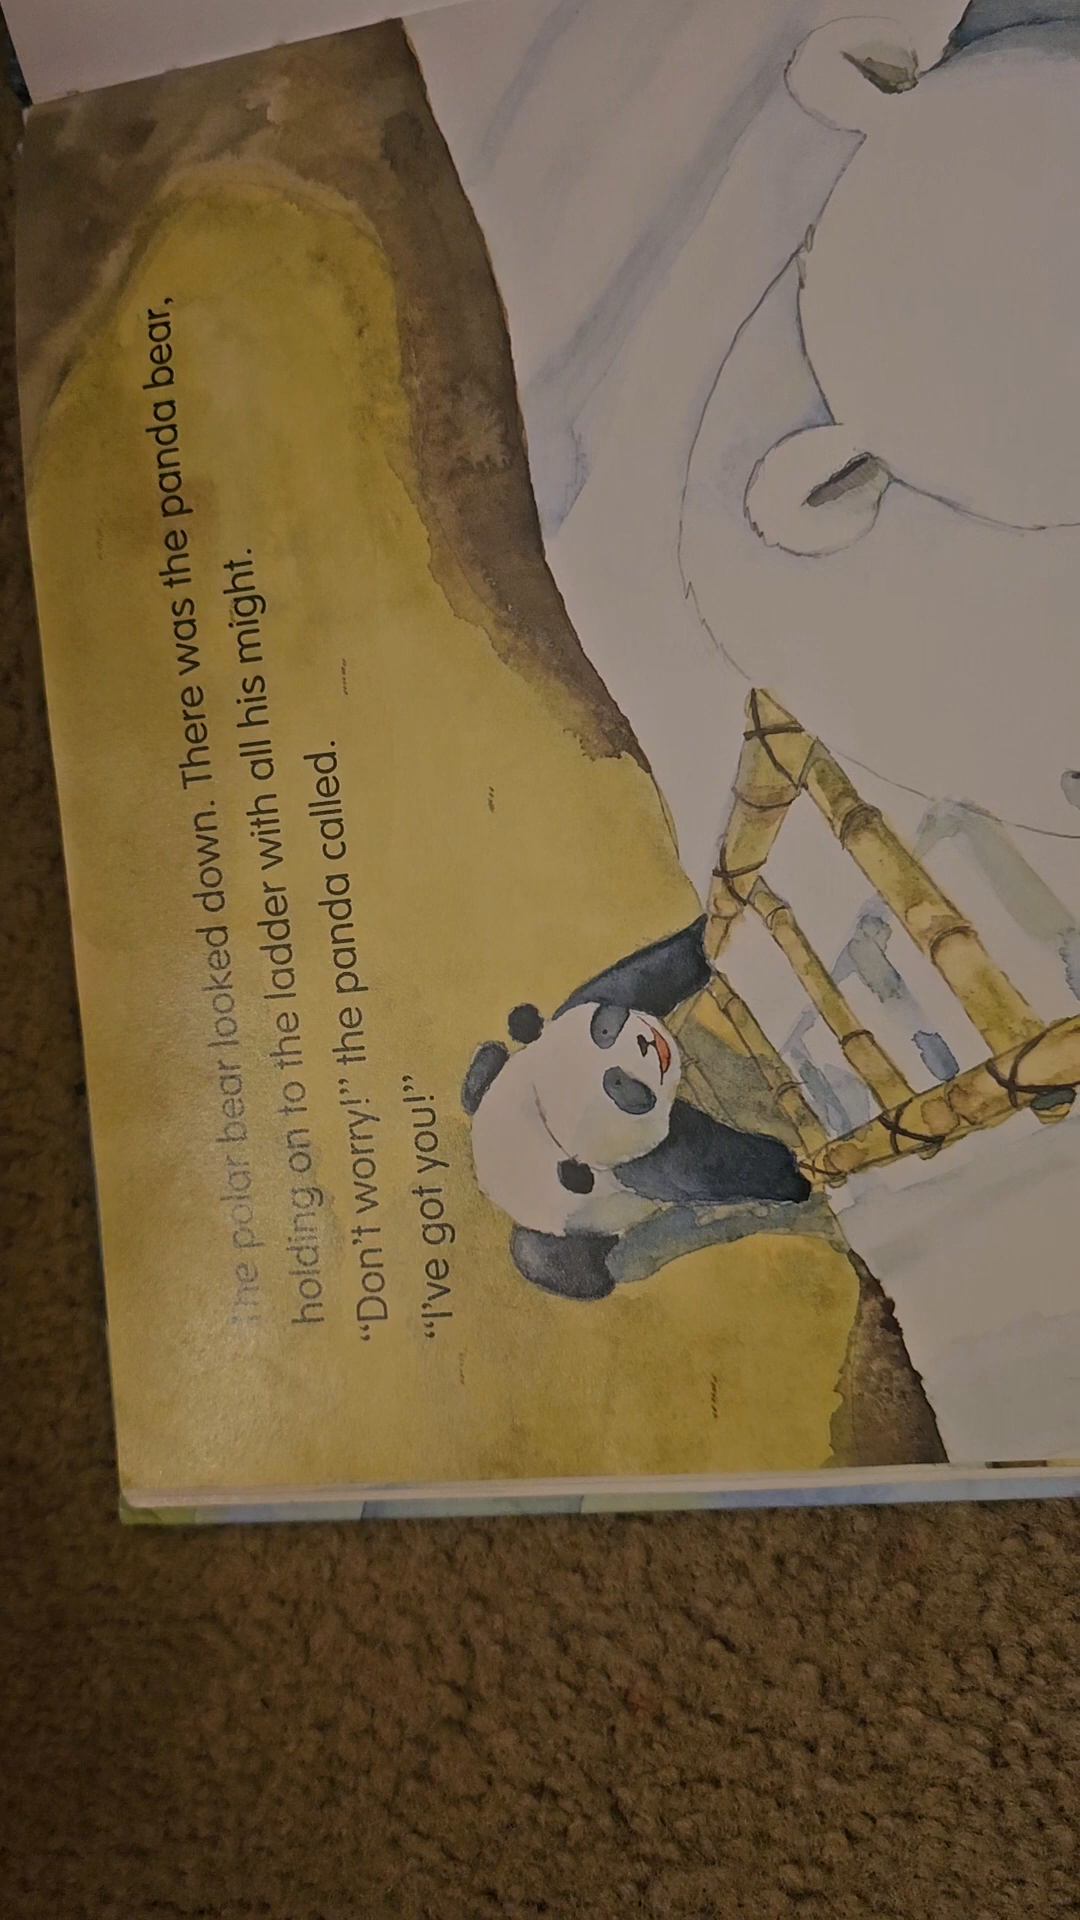 The polar bear looked down. There was the panda bear,
holding on to the ladder with all his might.
“Don’t worry!” the panda called.
“I’ve got you!”